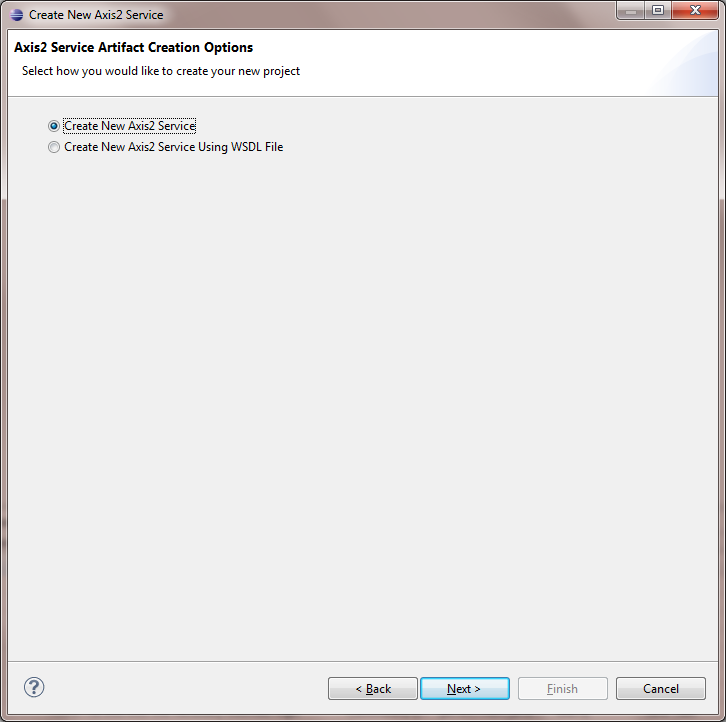 Create New Axis2 Service
Axis2 Service Artifact Creation Options
Select how you would like to create your new project
Create New Axis2 Service
Create New Axis2 Service Using WSDL File
?
< Back
Next >
Finish
Cancel